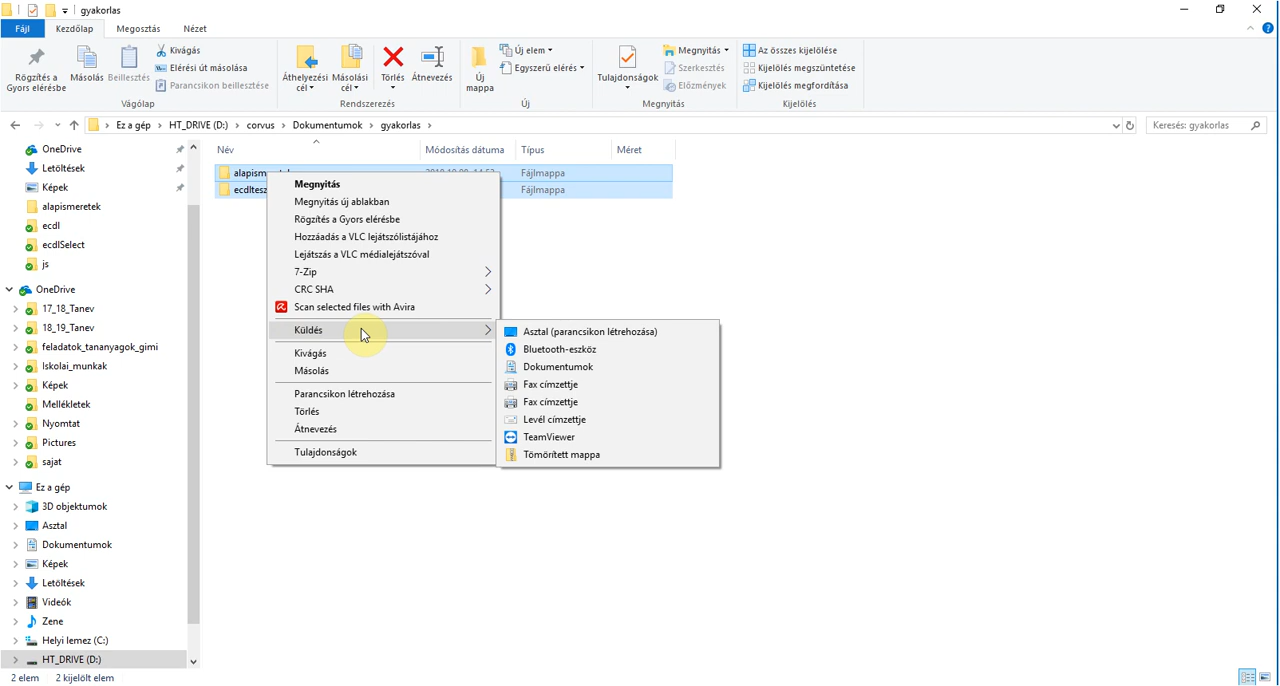 gyakorlas
Fájl Kezdőlap Megosztás Nézet
Rögzítés a Gyors elérésbe
Másolás
Beillesztés
Kivágás
Elérési út másolása
Parancsikon beillesztése
Vágólap
Áthelyezési cél
Másolási cél
Törlés
Átnevezés
Rendszerezés
Új mappa
Új elem
Egyszerű elérés
Új
Tulajdonságok
Megnyitás
Szerkesztés
Előzmények
Megnyitás
Az összes kijelölése
Kijelölés megszüntetése
Kijelölés megfordítása
Kijelölés
Ez a gép > HT_DRIVE (D:) > corvus > Dokumentumok > gyakorlas >
Keresés: gyakorlas
OneDrive
Letöltések
Képek
alapismeretek
ecdl
ecdlSelect
js
OneDrive
17_18_Tanev
18_19_Tanev
feladatok_tananyagok_gimi
Iskolai_munkak
Képek
Mellékletek
Nyomtat
Pictures
sajat
Ez a gép
3D objektumok
Asztal
Dokumentumok
Képek
Letöltések
Videók
Zene
Helyi lemez (C:)
HT_DRIVE (D:)
Név Módosítás dátuma Típus Méret
Fájlmappa
Fájlmappa
Megnyitás
Megnyitás új ablakban
Rögzítés a Gyors elérésbe
Hozzáadás a VLC lejátszólistájához
Lejátszás a VLC médialejátszóval
7-Zip
CRC SHA
Scan selected files with Avira
Küldés
Kivágás
Másolás
Parancsikon létrehozása
Törlés
Átnevezés
Tulajdonságok
Asztal (parancsikon létrehozása)
Bluetooth-eszköz
Dokumentumok
Fax címzettje
Fax címzettje
Levél címzettje
TeamViewer
Tömörített mappa
2 elem 2 kijelölt elem